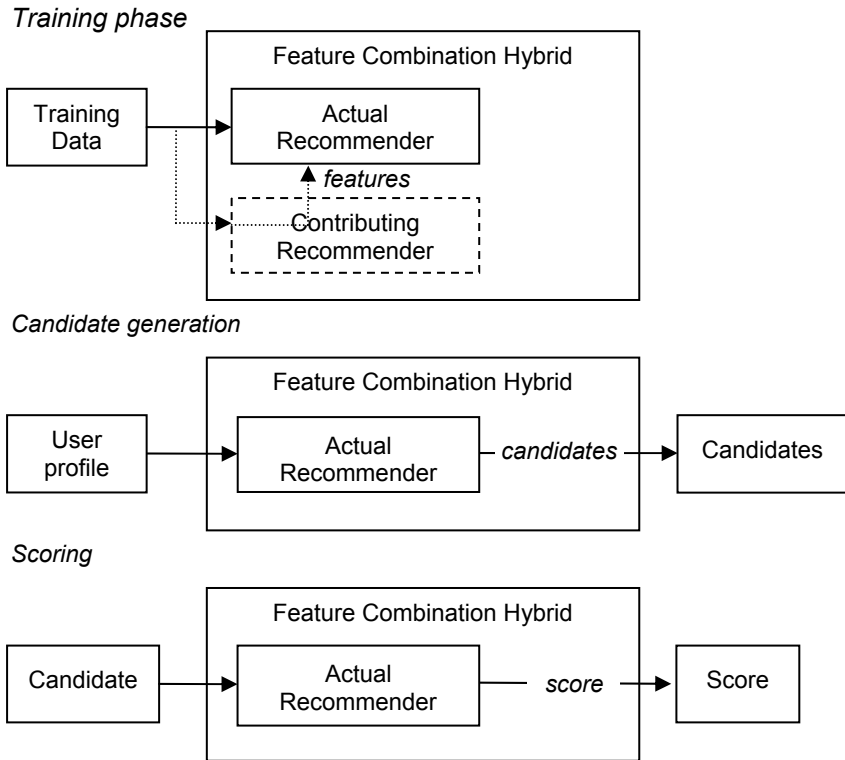 Training phase
Feature Combination Hybrid
Training
Data
Actual
Recommender
features
Contributing
Recommender
Candidate generation
Feature Combination Hybrid
User
profile
Actual
Recommender
candidates
Candidates
Scoring
Feature Combination Hybrid
Candidate
Actual
Recommender
score
Score